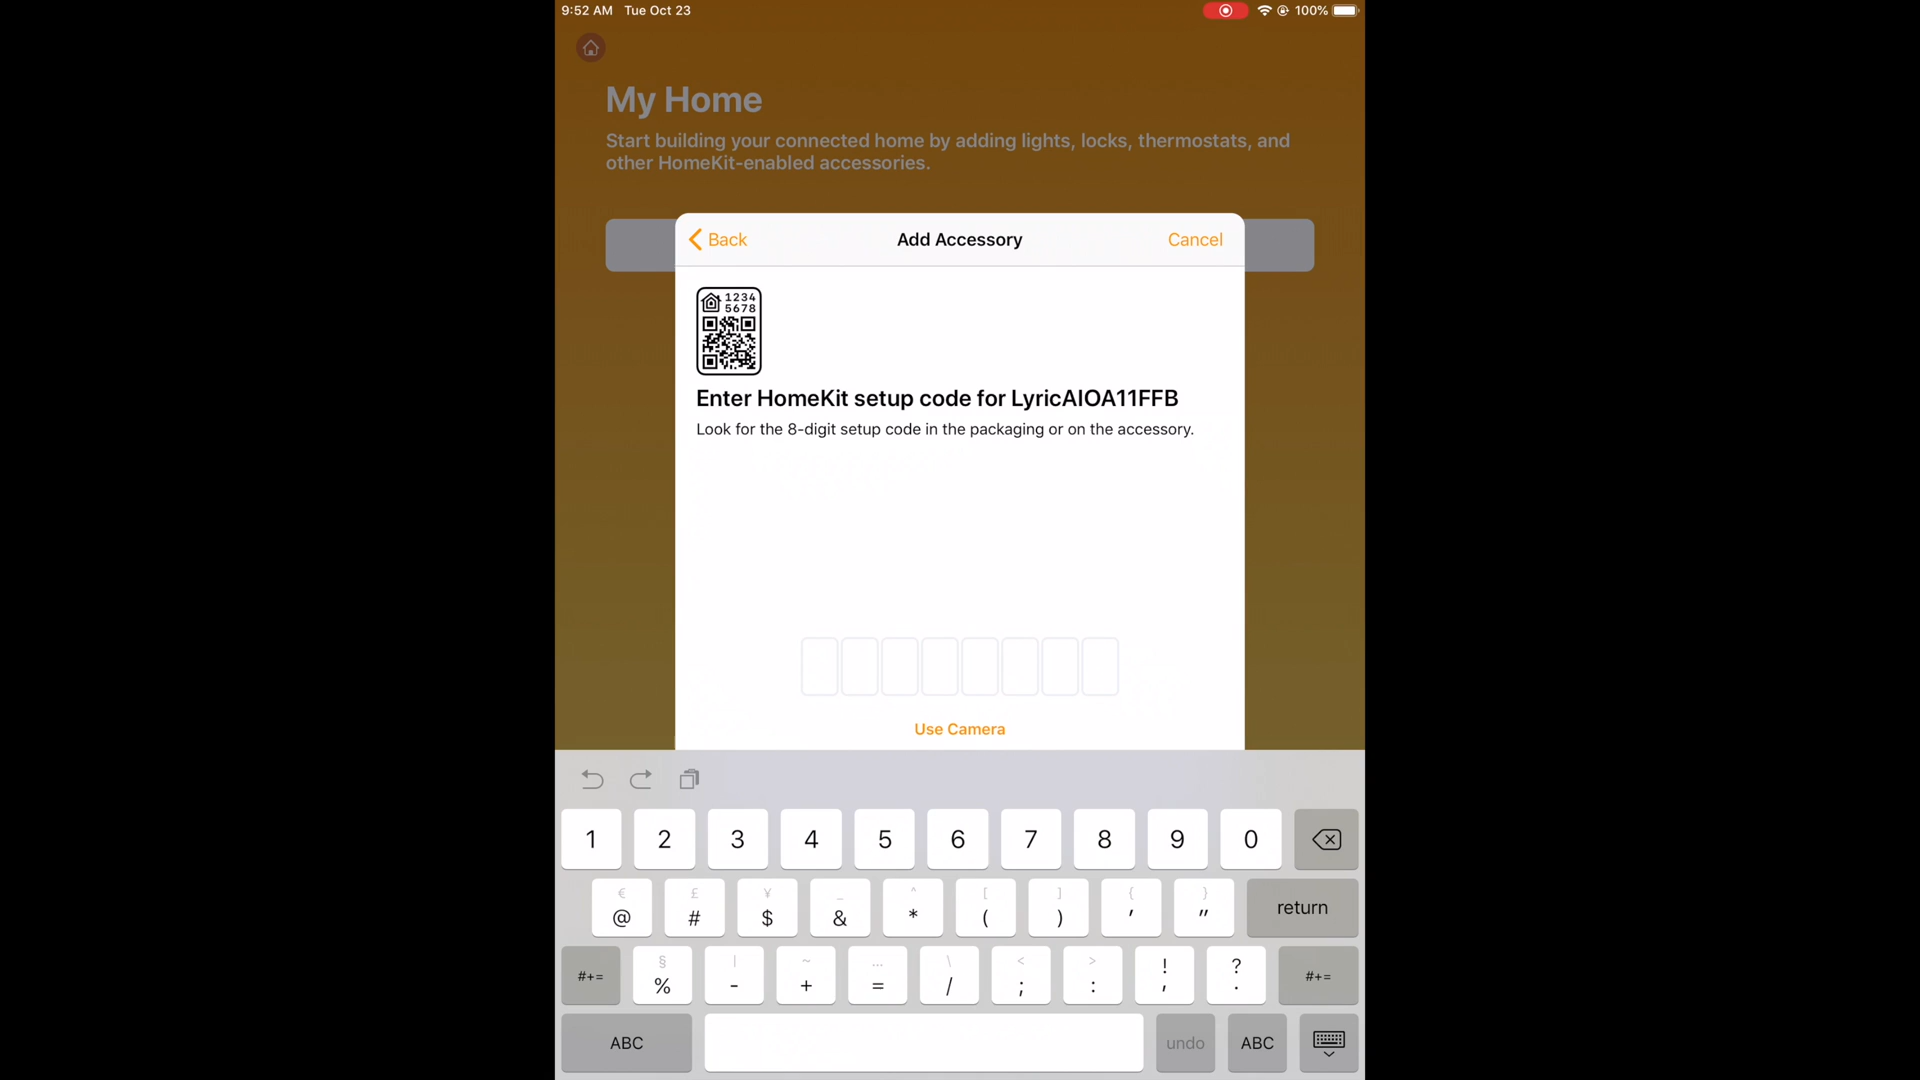 9:52 AM Tue Oct 23
100%
My Home
Start building your connected home by adding lights, locks, thermostats, and
other HomeKit-enabled accessories.
Back
Add Accessory
Cancel
1234
5678
Enter HomeKit setup code for LyricAIOA11FFB
Look for the 8-digit setup code in the packaging or on the accessory.
Use Camera
1 2 3 4 5 6 7 8 9 0
€ £ ¥ _ ^ [ ] { }
@ # $ & * ( ) ' " return
§ | ~ … \ < > ! ?
#+= % - + = / ; : , . #+=
ABC undo ABC